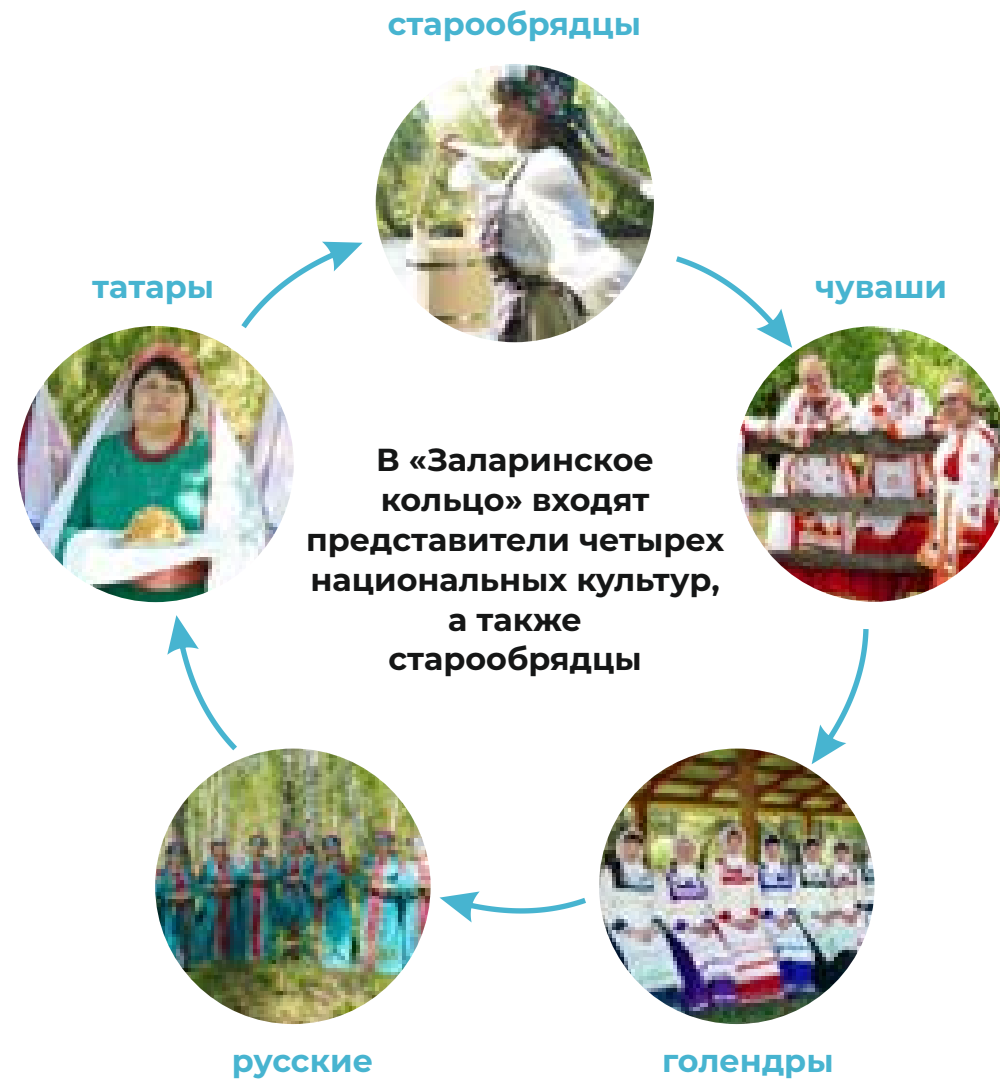 старообрядцы
татары
чуваши
В «Заларинское
кольцо» входят
представители четырех
национальных культур,
а также
старообрядцы
русские
голендры